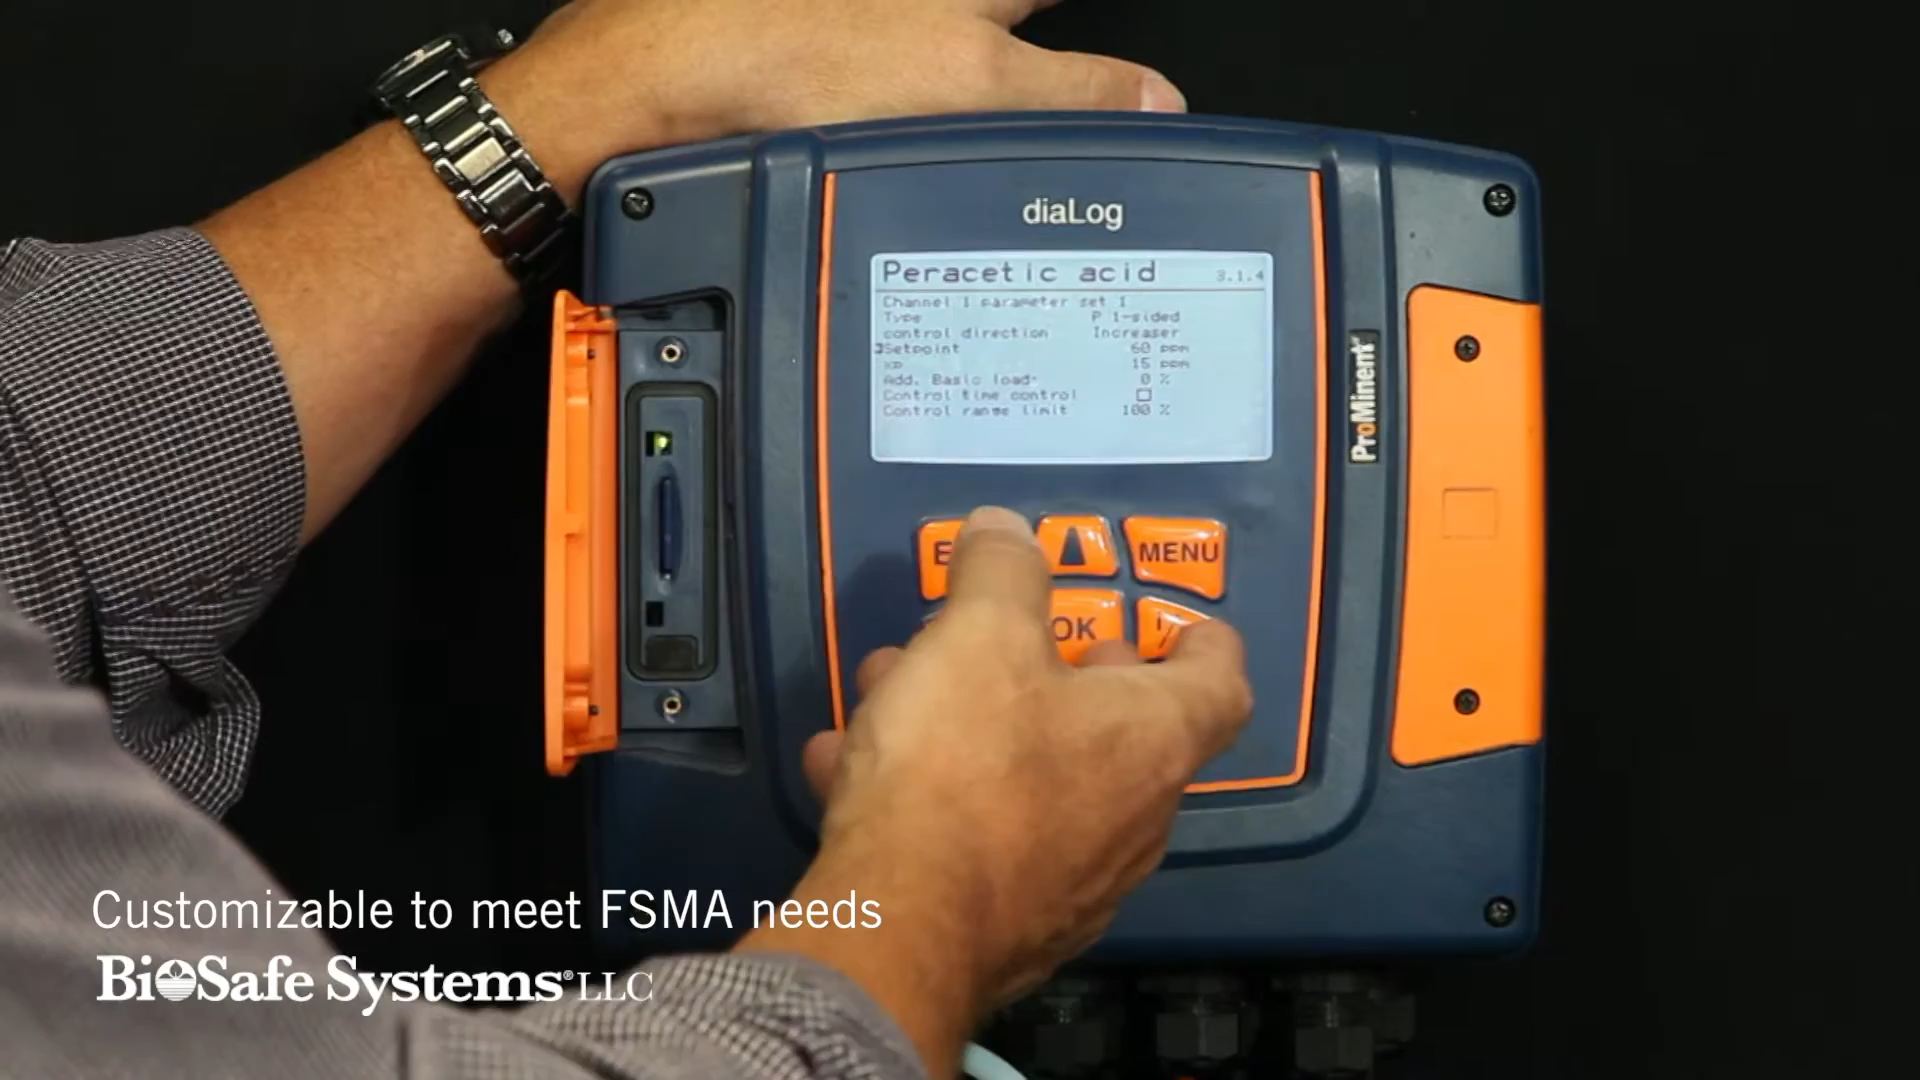 diaLog
Peracetic acid 3.1.4
Channel 1 parameter set 1
Type P 1-sided
control direction Increaser
Setpoint 60 ppm
xp 15 ppm
Add. Basic load: 0 %
Control time control
Control range limit 100 %
ProMinent
MENU
OK
Customizable to meet FSMA needs
BioSafe Systems® LLC